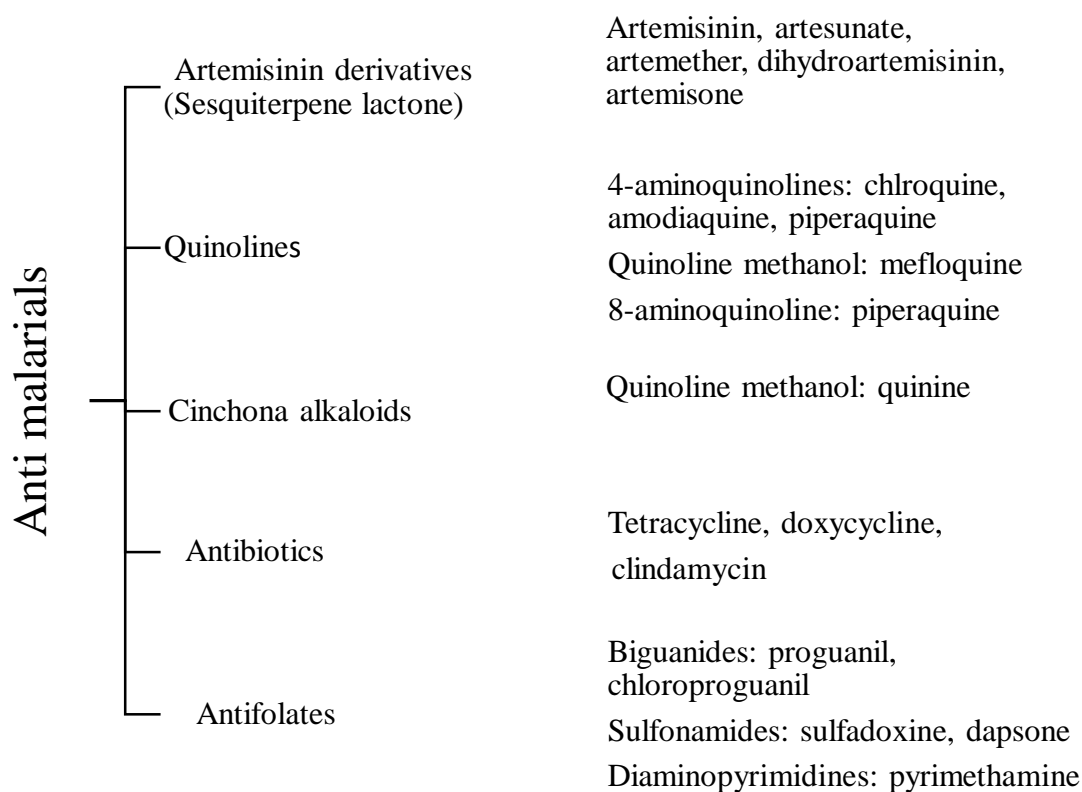 Anti malarials
Artemisinin derivatives
(Sesquiterpene lactone)
Artemisinin, artesunate,
artemether, dihydroartemisinin,
artemisone
Quinolines
4-aminoquinolines: chlroquine,
amodiaquine, piperaquine
Quinoline methanol: mefloquine
8-aminoquinoline: piperaquine
Cinchona alkaloids
Quinoline methanol: quinine
Antibiotics
Tetracycline, doxycycline,
clindamycin
Antifolates
Biguanides: proguanil,
chloroproguanil
Sulfonamides: sulfadoxine, dapsone
Diaminopyrimidines: pyrimethamine